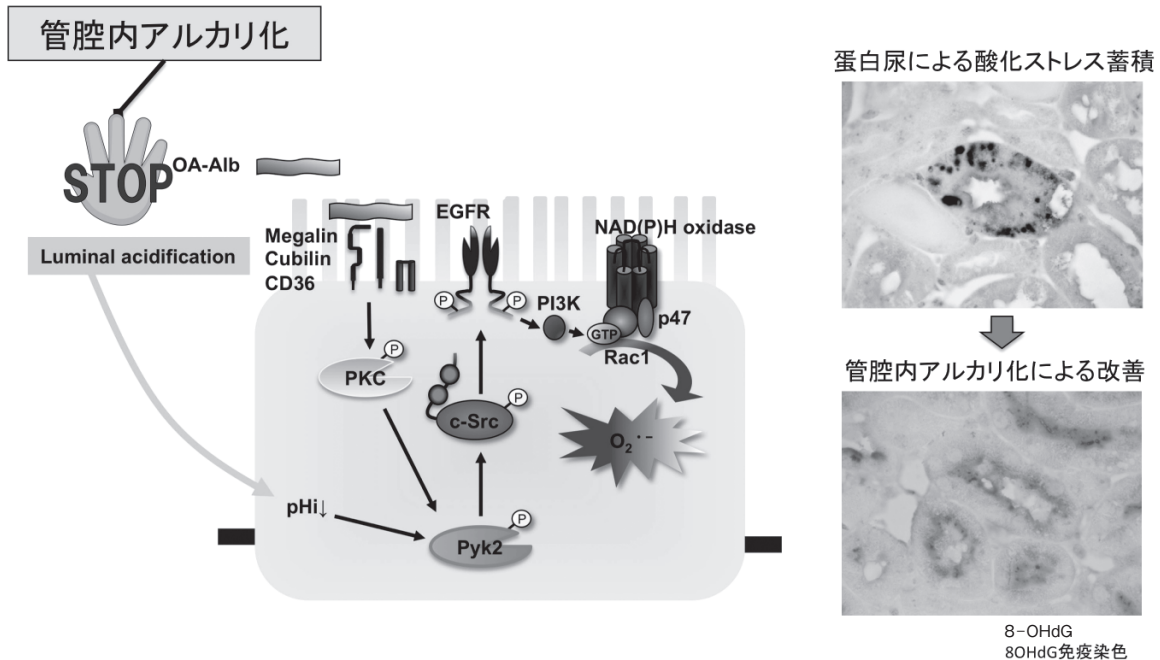 管腔内アルカリ化
STOP
OA-Alb
Luminal acidification
Megalin
Cubilin
CD36
EGFR
NAD(P)H oxidase
P
P
PI3K
GTP
p47
Rac1
P
PKC
P
c-Src
O₂˙⁻
pHi↓
P
Pyk2
蛋白尿による酸化ストレス蓄積
管腔内アルカリ化による改善
8-OHdG
8OHdG免疫染色